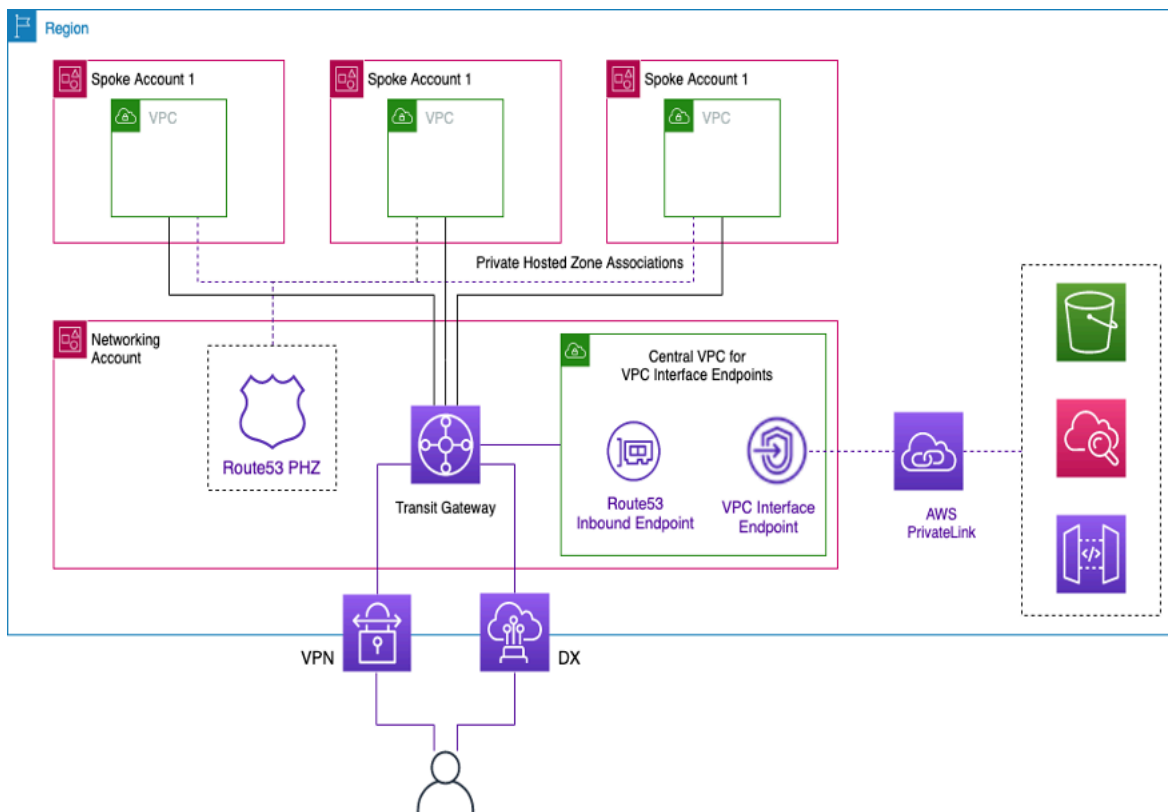 Region
Spoke Account 1
VPC
Spoke Account 1
VPC
Spoke Account 1
VPC
Private Hosted Zone Associations
Networking
Account
Route53 PHZ
Transit Gateway
Central VPC for
VPC Interface Endpoints
Route53
Inbound Endpoint
VPC Interface
Endpoint
AWS
PrivateLink
</>
VPN
DX